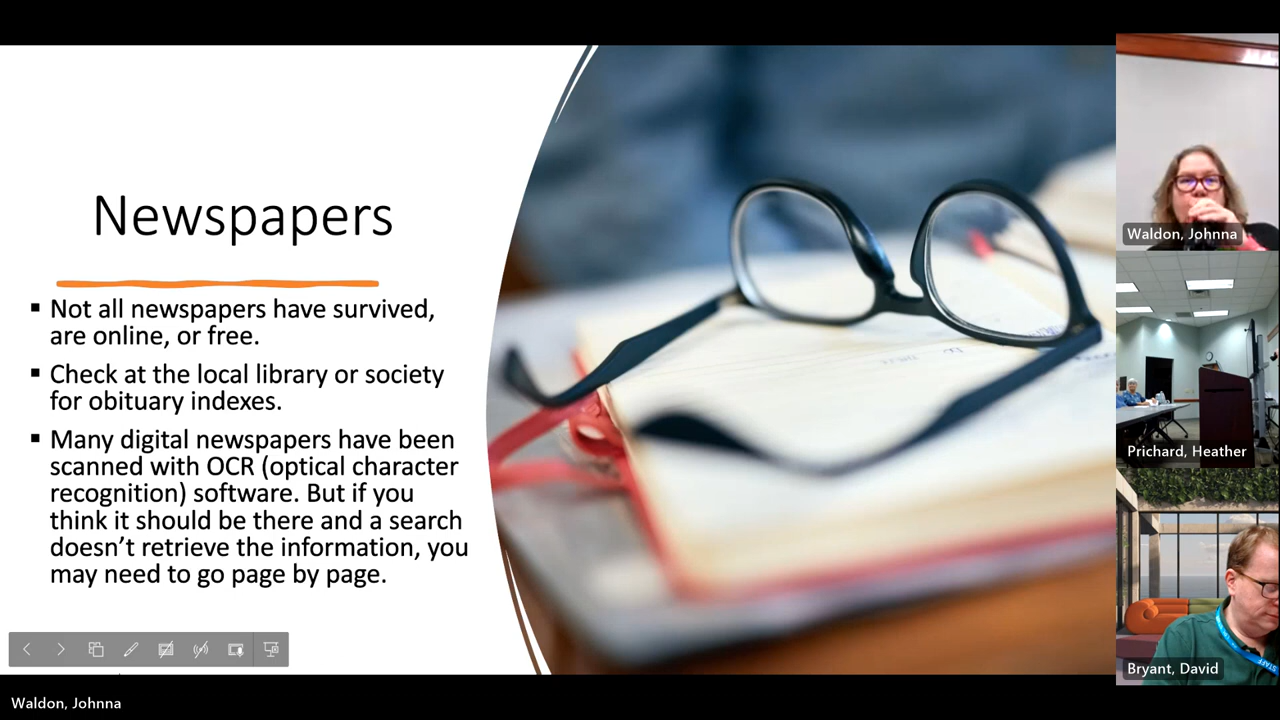 Newspapers
▪ Not all newspapers have survived,
are online, or free.
▪ Check at the local library or society
for obituary indexes.
▪ Many digital newspapers have been
scanned with OCR (optical character
recognition) software. But if you
think it should be there and a search
doesn’t retrieve the information, you
may need to go page by page.
Waldon, Johnna
Prichard, Heather
STAFF
Bryant, David
Waldon, Johnna